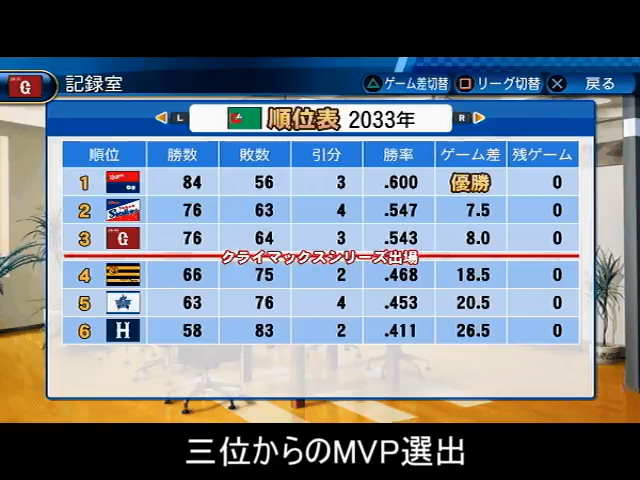 G 記録室 △ゲーム差切替 □リーグ切替 × 戻る
L 順位表 2033年 R
順位 勝数 敗数 引分 勝率 ゲーム差 残ゲーム
1 84 56 3 .600 優勝 0
2 76 63 4 .547 7.5 0
3 G 76 64 3 .543 8.0 0
クライマックスシリーズ出場
4 66 75 2 .468 18.5 0
5 63 76 4 .453 20.5 0
6 H 58 83 2 .411 26.5 0
三位からのMVP選出